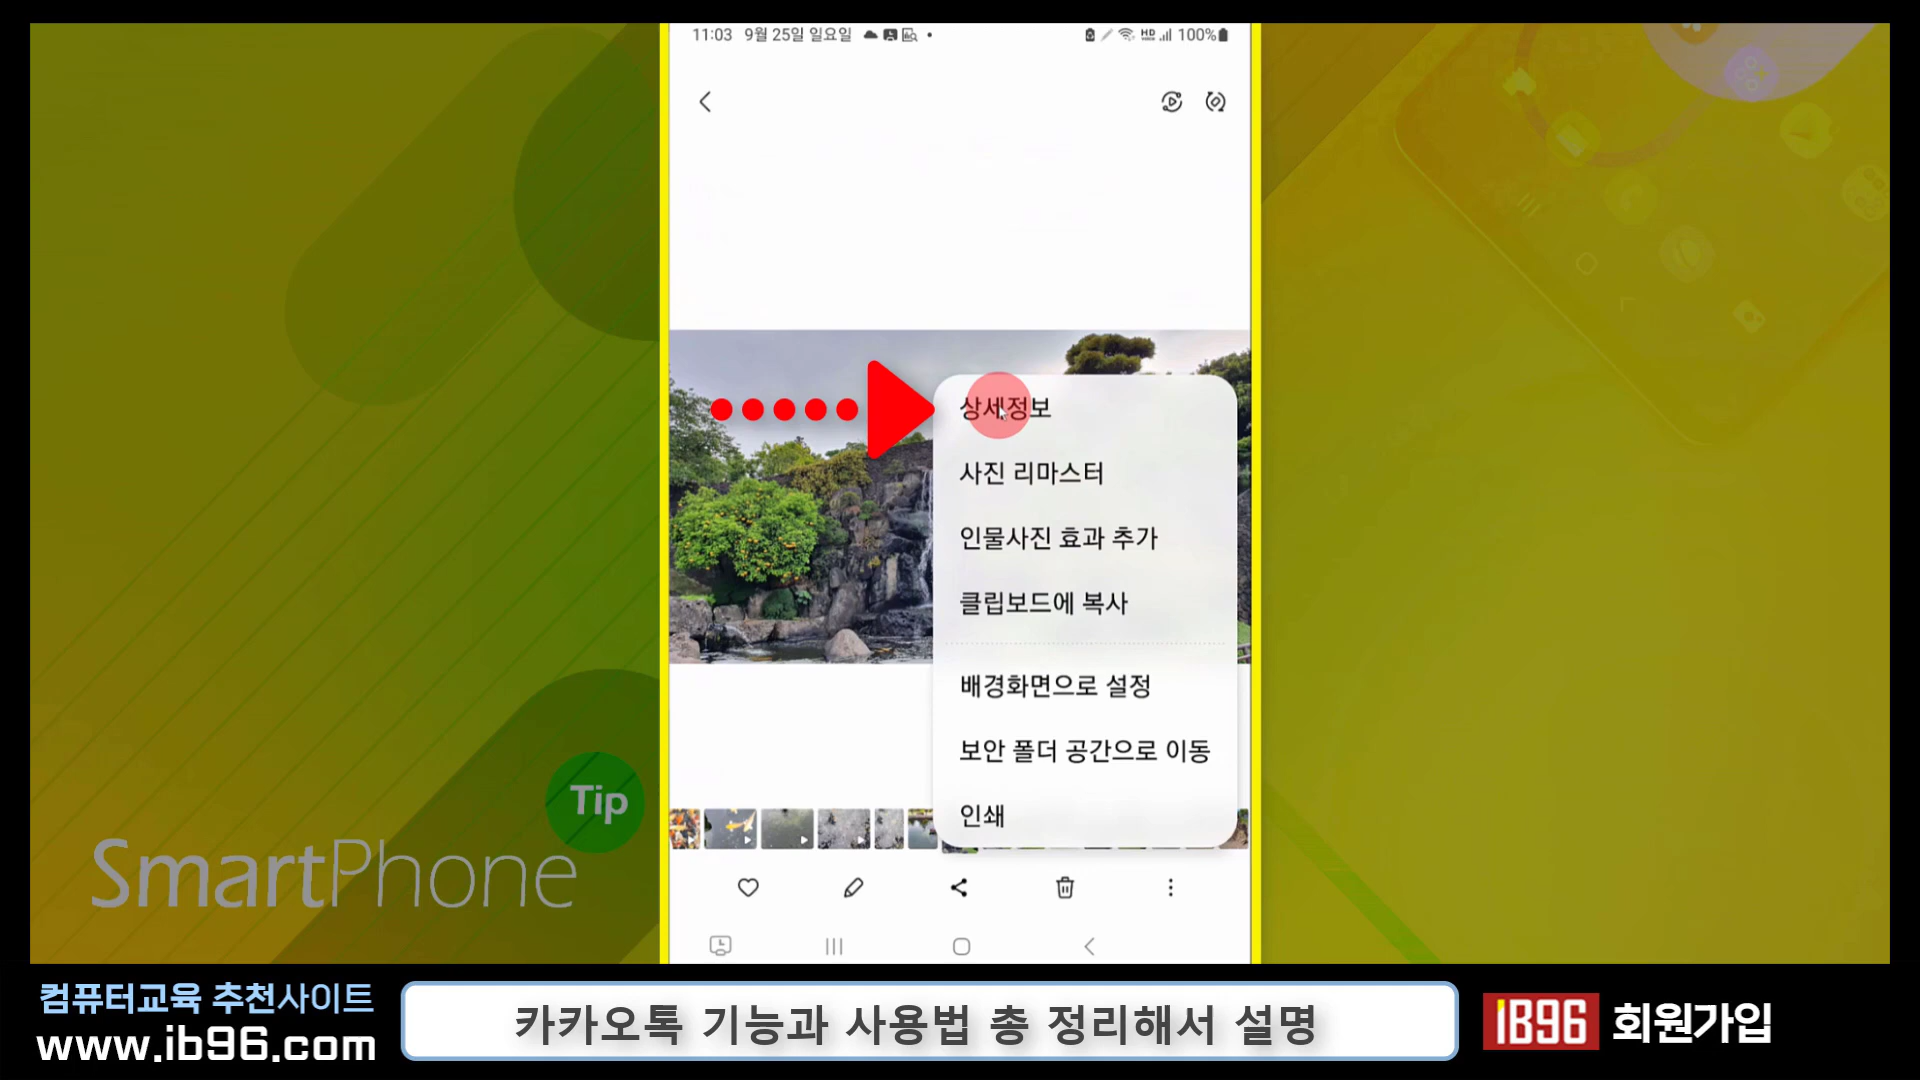 11:03 9월 25일 일요일
HD 100%
상세정보
사진 리마스터
인물사진 효과 추가
클립보드에 복사
배경화면으로 설정
보안 폴더 공간으로 이동
인쇄
Tip
SmartPhone
컴퓨터교육 추천사이트
www.ib96.com
카카오톡 기능과 사용법 총 정리해서 설명
IB96 회원가입